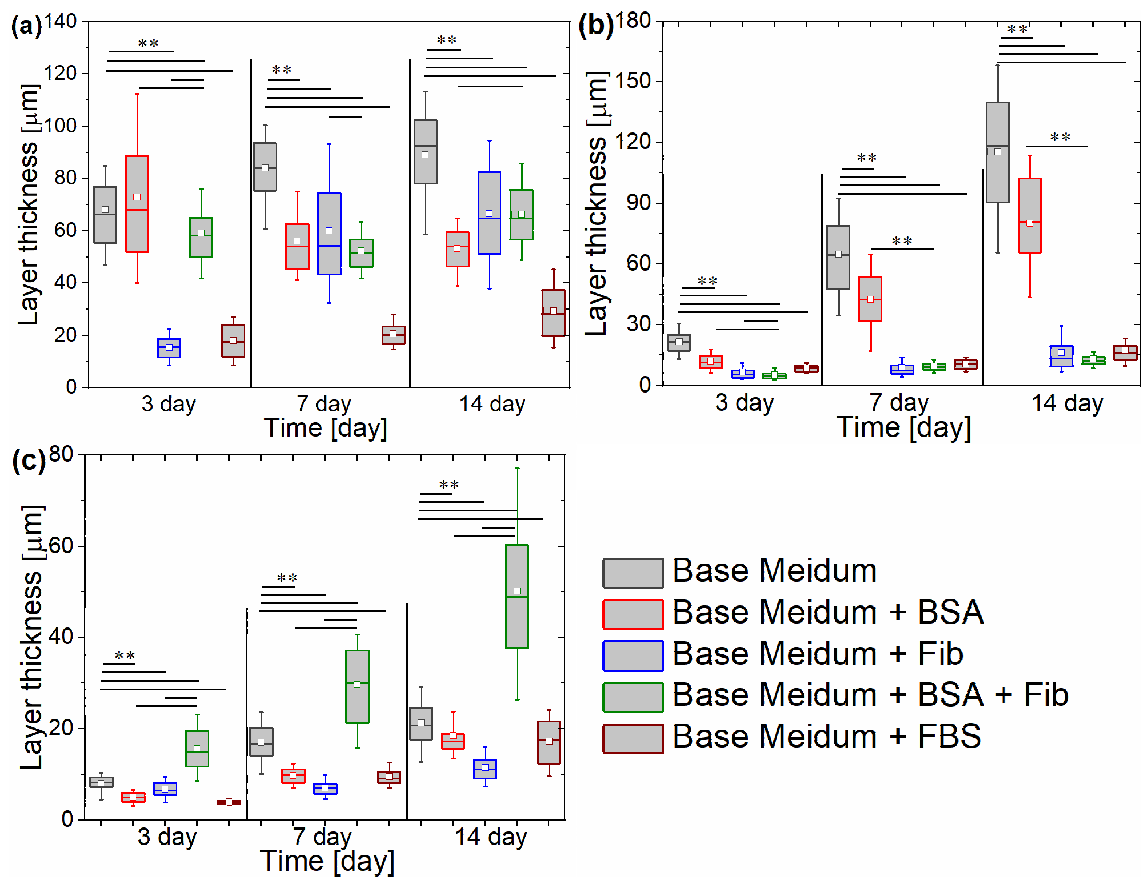 (a)
Layer thickness [μm]
140
120
100
80
60
40
20
0
**
**
**
3 day
7 day
14 day
Time [day]
(b)
Layer thickness [μm]
180
150
120
90
60
30
0
**
**
**
**
**
3 day
7 day
14 day
Time [day]
(c)
Layer thickness [μm]
80
60
40
20
0
**
**
**
3 day
7 day
14 day
Time [day]
Base Meidum
Base Meidum + BSA
Base Meidum + Fib
Base Meidum + BSA + Fib
Base Meidum + FBS